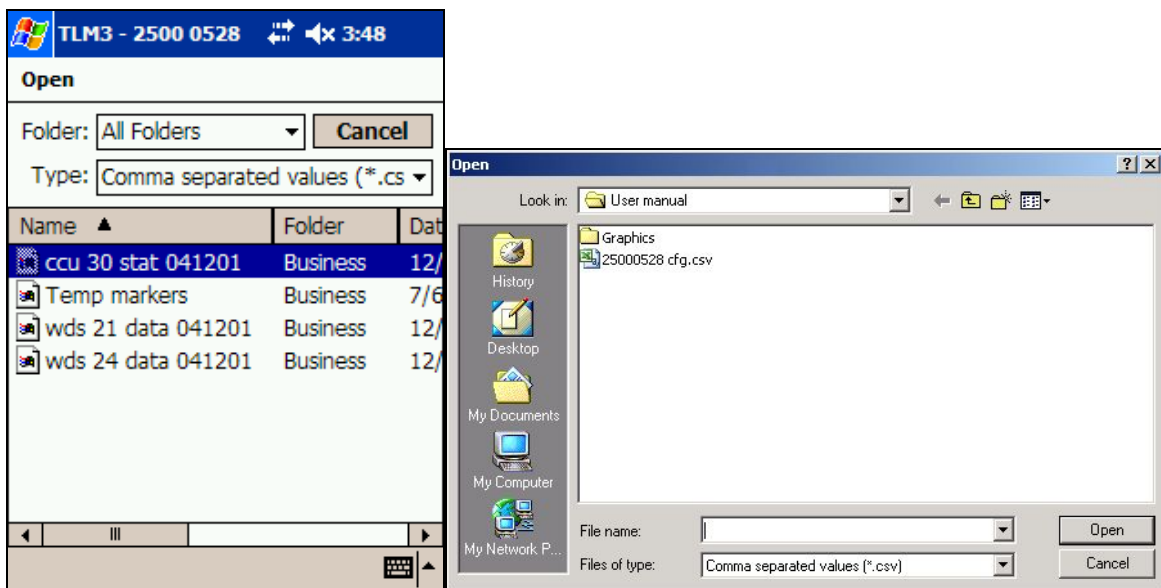 TLM3 - 2500 0528 3:48
Open
Folder: All Folders Cancel
Type: Comma separated values (*.cs
Name Folder Dat
ccu 30 stat 041201 Business 12/
Temp markers Business 7/6
wds 21 data 041201 Business 12/
wds 24 data 041201 Business 12/
Open
Look in: User manual
Graphics
25000528 cfg.csv
History
Desktop
My Documents
My Computer
My Network P...
File name: Open
Files of type: Comma separated values (*.csv) Cancel